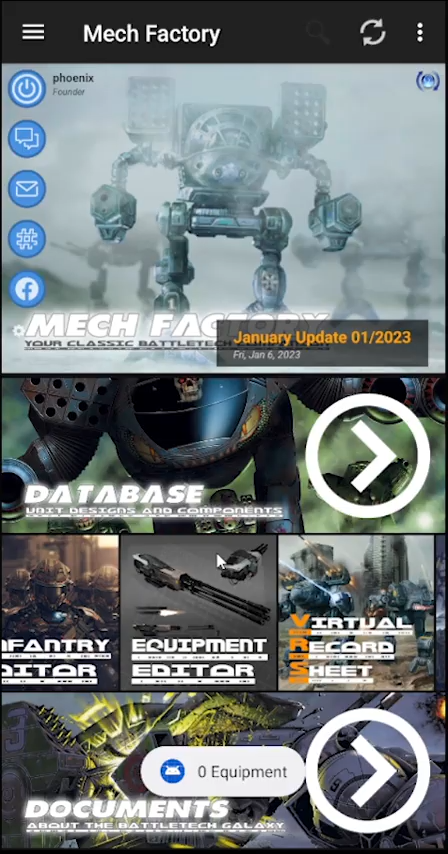 Mech Factory
phoenix
Founder
MECH FACTORY
YOUR CLASSIC BATTLETECH
January Update 01/2023
Fri, Jan 6, 2023
DATABASE
UNIT DESIGNS AND COMPONENTS
NFANTRY
DITOR
EQUIPMENT
EDITOR
VIRTUAL
RECORD
SHEET
0 Equipment
DOCUMENTS
ABOUT THE BATTLETECH GALAXY